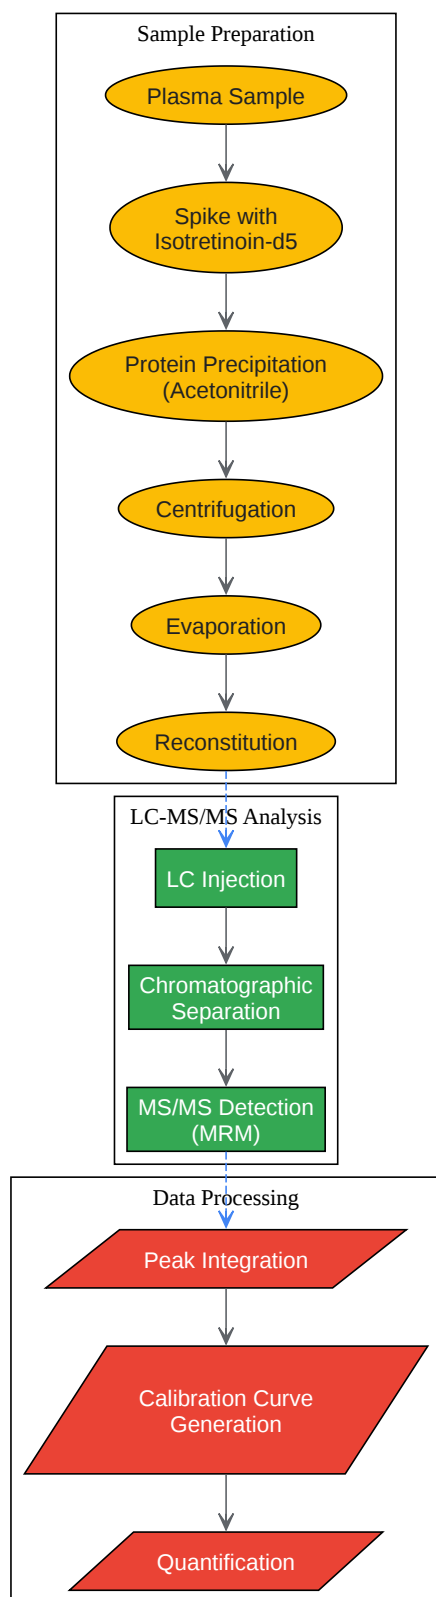 Sample Preparation
Plasma Sample
Spike with
Isotretinoin-d5
Protein Precipitation
(Acetonitrile)
Centrifugation
Evaporation
Reconstitution
LC-MS/MS Analysis
LC Injection
Chromatographic
Separation
MS/MS Detection
(MRM)
Data Processing
Peak Integration
Calibration Curve
Generation
Quantification